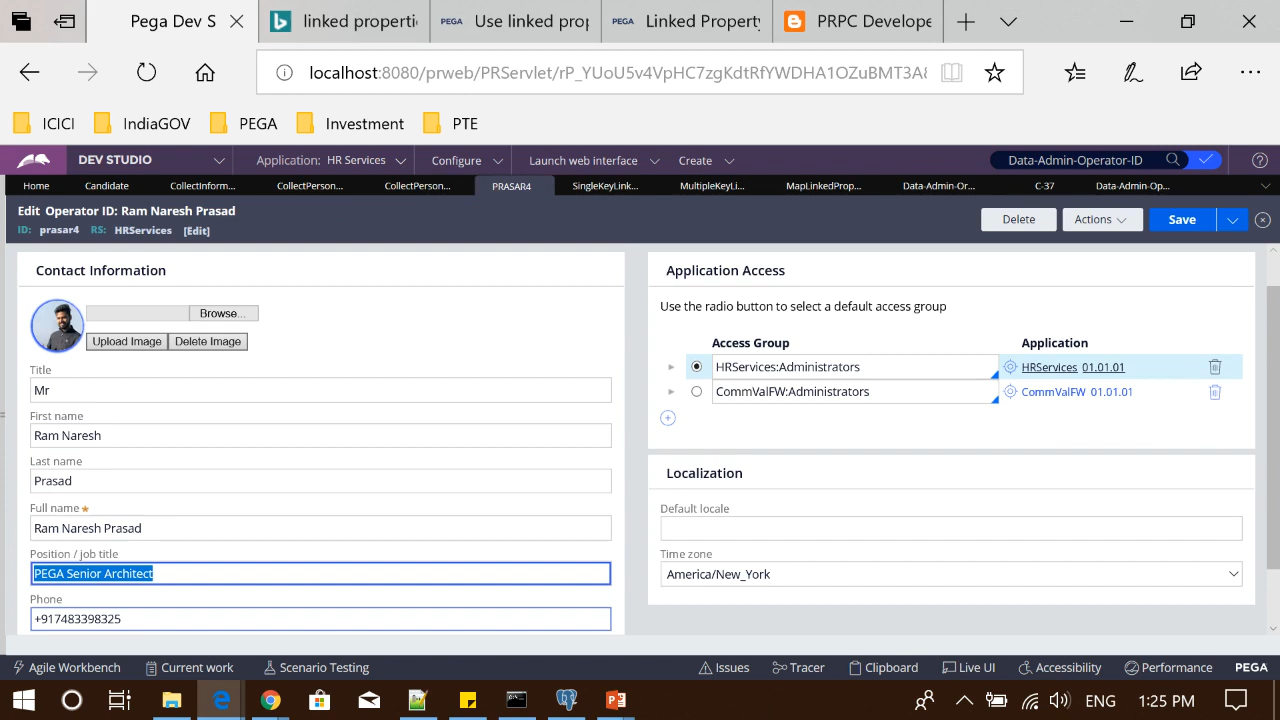 Pega Dev S
linked properti
PEGA Use linked prop
PEGA Linked Property
PRPC Develope
localhost:8080/prweb/PRServlet/rP_YUoU5v4VpHC7zgKdtRfYWDHA1OZuBMT3A8
ICICI IndiaGOV PEGA Investment PTE
DEV STUDIO Application: HR Services Configure Launch web interface Create Data-Admin-Operator-ID
Home Candidate CollectInform... CollectPerson... CollectPerson... PRASAR4 SingleKeyLink... MultipleKeyLi... MapLinkedProp... Data-Admin-Or... C-37 Data-Admin-Op...
Edit Operator ID: Ram Naresh Prasad
ID: prasar4 RS: HRServices [Edit]
Delete Actions Save
Contact Information
Browse...
Upload Image Delete Image
Title
Mr
First name
Ram Naresh
Last name
Prasad
Full name
Ram Naresh Prasad
Position / job title
PEGA Senior Architect
Phone
+917483398325
Application Access
Use the radio button to select a default access group
Access Group Application
HRServices:Administrators HRServices 01.01.01
CommValFW:Administrators CommValFW 01.01.01
Localization
Default locale
Time zone
America/New_York
Agile Workbench Current work Scenario Testing Issues Tracer Clipboard Live UI Accessibility Performance PEGA
ENG 1:25 PM